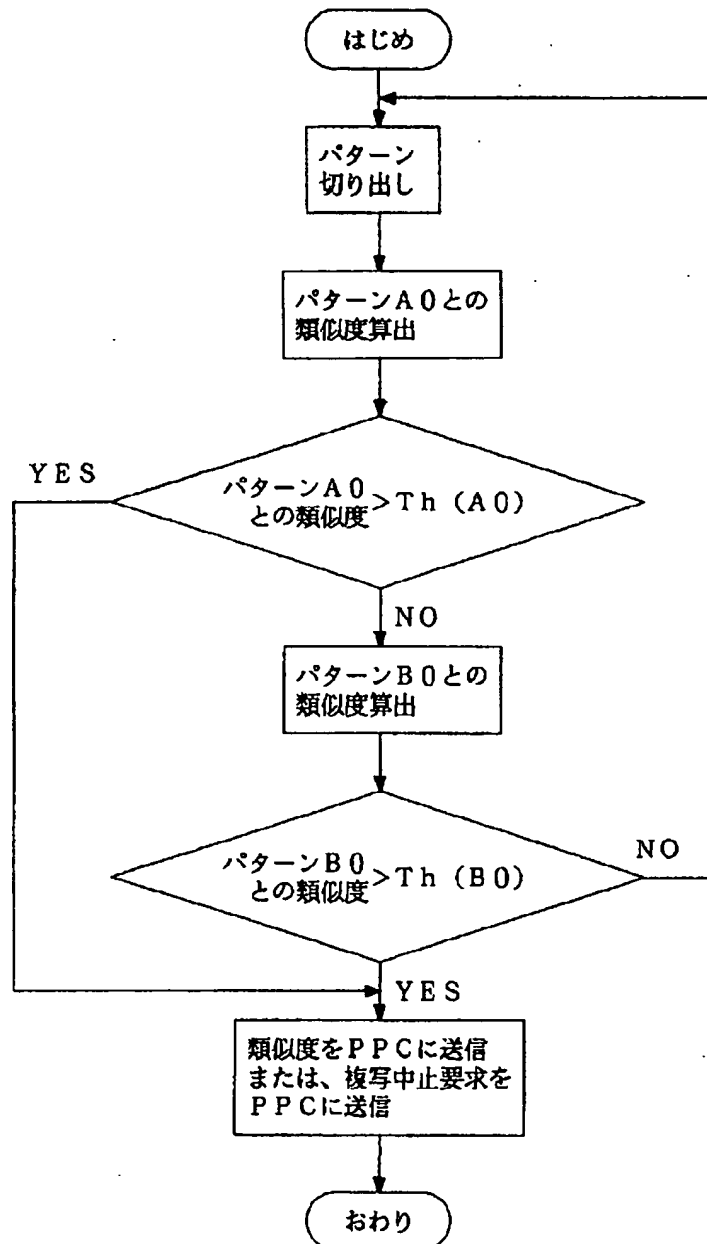 はじめ
パターン
切り出し
パターンA0との
類似度算出
YES
パターンA0
との類似度
>Th(A0)
NO
パターンB0との
類似度算出
パターンB0
との類似度
>Th(B0)
NO
YES
類似度をPPCに送信
または、複写中止要求を
PPCに送信
おわり